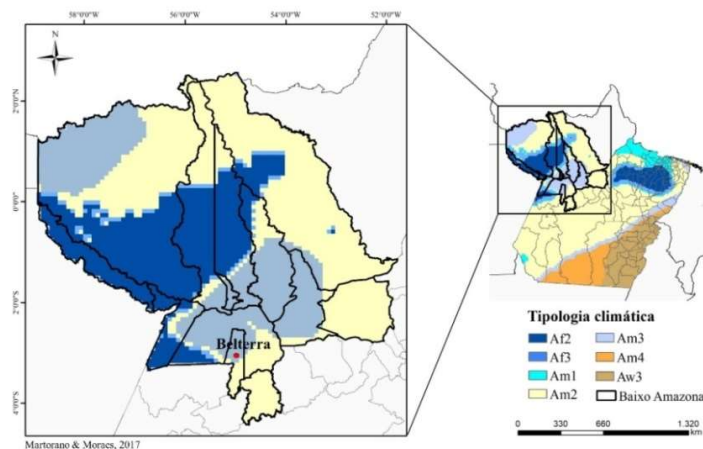 58°0'0"W
56°0'0"W
54°0'0"W
52°0'0"W
N
2°0'0"N
0°0'0"
2°0'0"S
4°0'0"S
Belterra
Martorano & Moraes, 2017
Tipologia climática
Af2
Af3
Am1
Am2
Am3
Am4
Aw3
Baixo Amazona
0 330 660 1.320
km